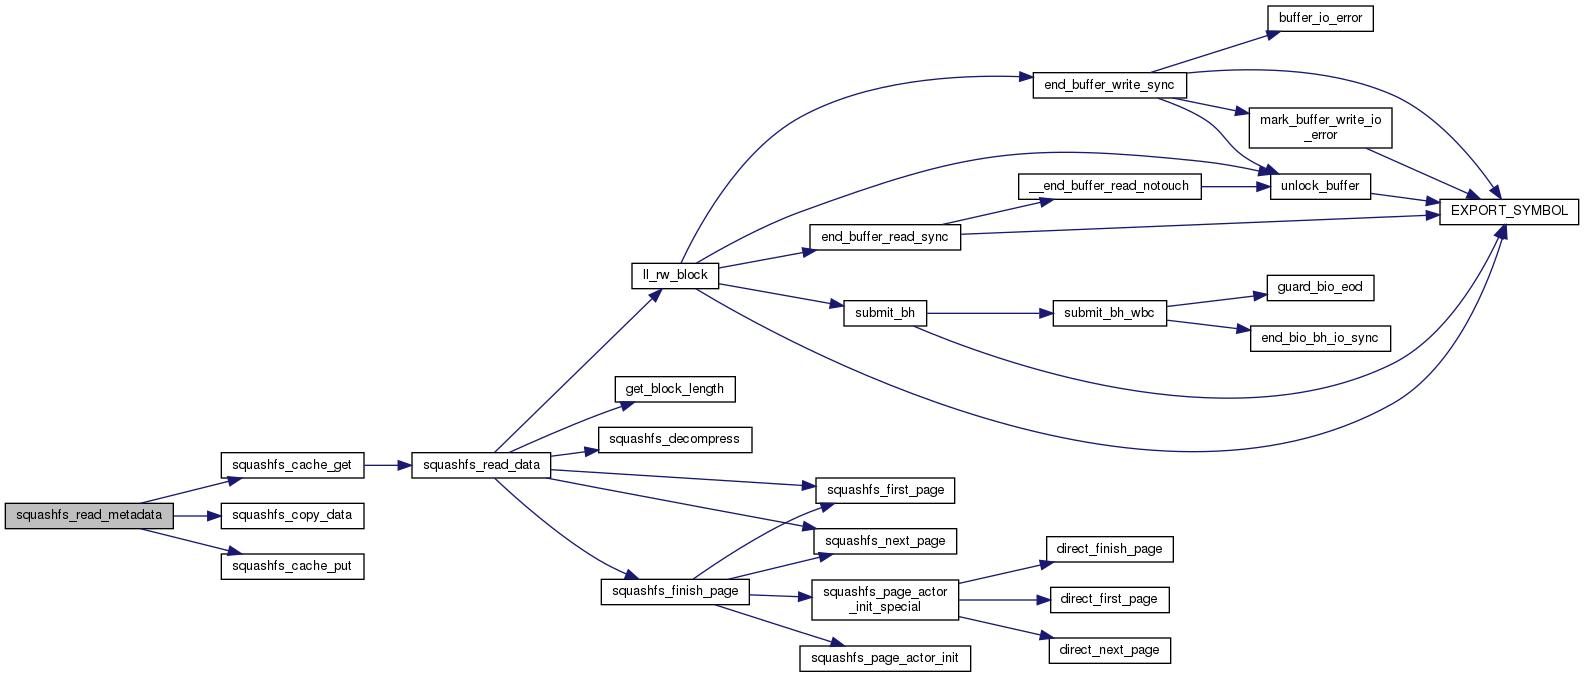 buffer_io_error
end_buffer_write_sync
mark_buffer_write_io
_error
__end_buffer_read_notouch
unlock_buffer
EXPORT_SYMBOL
end_buffer_read_sync
ll_rw_block
guard_bio_eod
submit_bh
submit_bh_wbc
end_bio_bh_io_sync
get_block_length
squashfs_decompress
squashfs_cache_get
squashfs_read_data
squashfs_first_page
squashfs_read_metadata
squashfs_copy_data
squashfs_next_page
direct_finish_page
squashfs_cache_put
squashfs_finish_page
squashfs_page_actor
_init_special
direct_first_page
direct_next_page
squashfs_page_actor_init